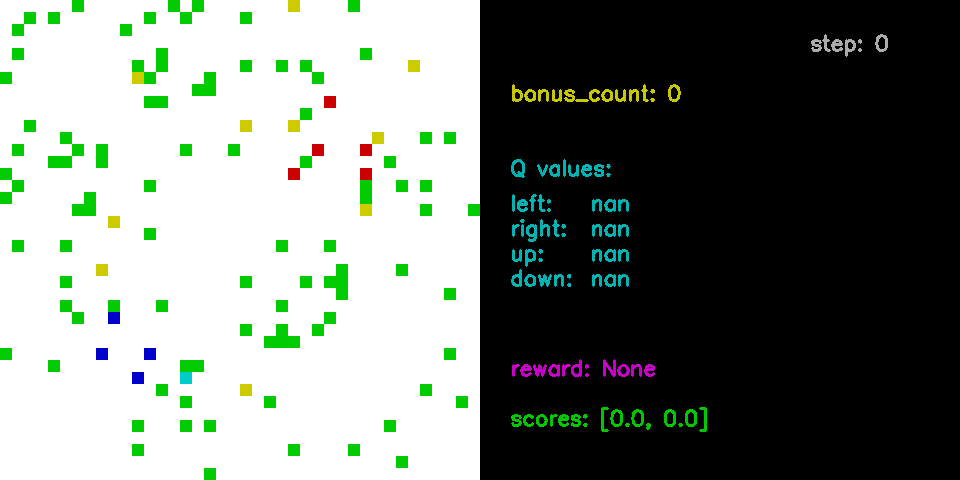 step: 0
bonus_count: 0
Q values:
left: nan
right: nan
up: nan
down: nan
reward: None
scores: [0.0, 0.0]